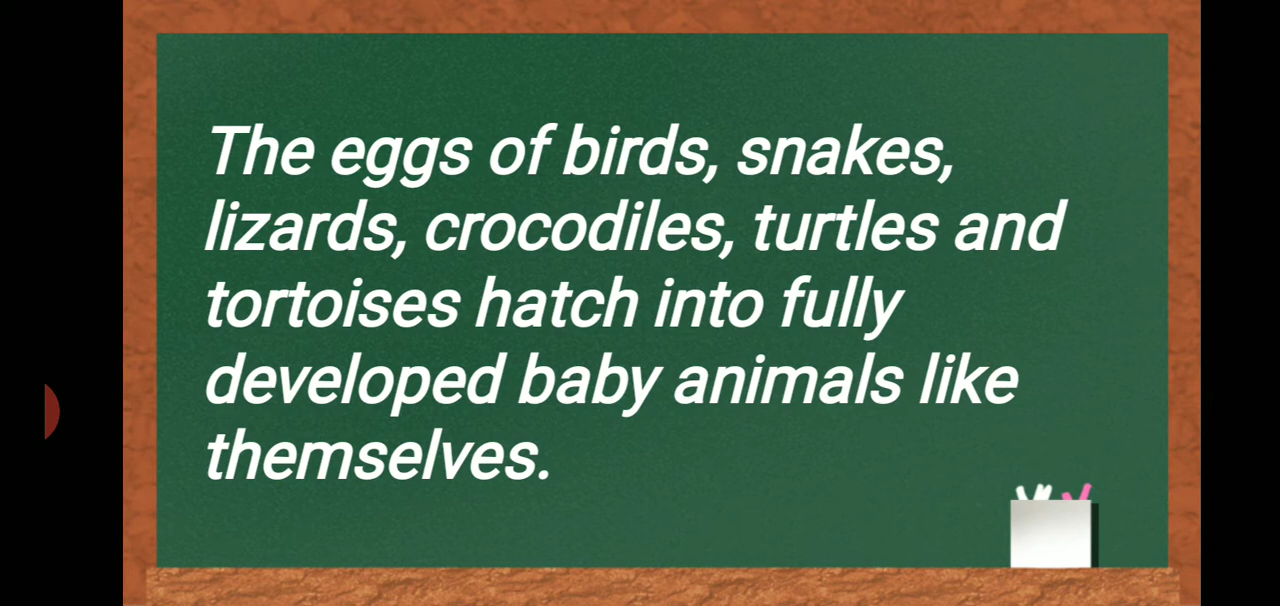 The eggs of birds, snakes,
lizards, crocodiles, turtles and
tortoises hatch into fully
developed baby animals like
themselves.